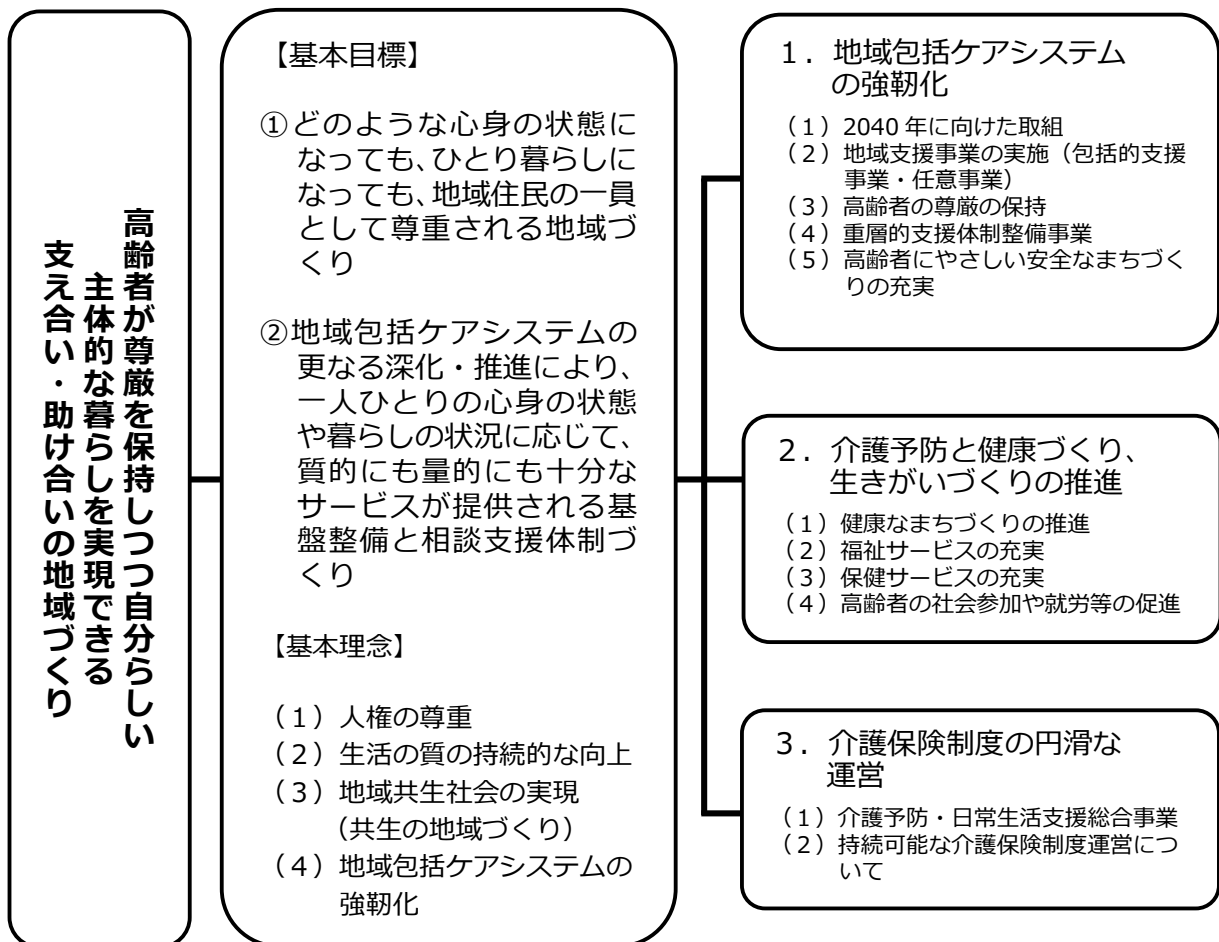 高齢者が尊厳を保持しつつ自分らしい
主体的な暮らしを実現できる
支え合い・助け合いの地域づくり
【基本目標】
①どのような心身の状態に
なっても、ひとり暮らしに
なっても、地域住民の一員
として尊重される地域づ
くり
②地域包括ケアシステムの
更なる深化・推進により、
一人ひとりの心身の状態
や暮らしの状況に応じて、
質的にも量的にも十分な
サービスが提供される基
盤整備と相談支援体制づ
くり
【基本理念】
（１）人権の尊重
（２）生活の質の持続的な向上
（３）地域共生社会の実現
（共生の地域づくり）
（４）地域包括ケアシステムの
強靭化
１．地域包括ケアシステム
の強靭化
（１）2040 年に向けた取組
（２）地域支援事業の実施（包括的支援
事業・任意事業）
（３）高齢者の尊厳の保持
（４）重層的支援体制整備事業
（５）高齢者にやさしい安全なまちづく
りの充実
２．介護予防と健康づくり、
生きがいづくりの推進
（１）健康なまちづくりの推進
（２）福祉サービスの充実
（３）保健サービスの充実
（４）高齢者の社会参加や就労等の促進
３．介護保険制度の円滑な
運営
（１）介護予防・日常生活支援総合事業
（２）持続可能な介護保険制度運営につ
いて